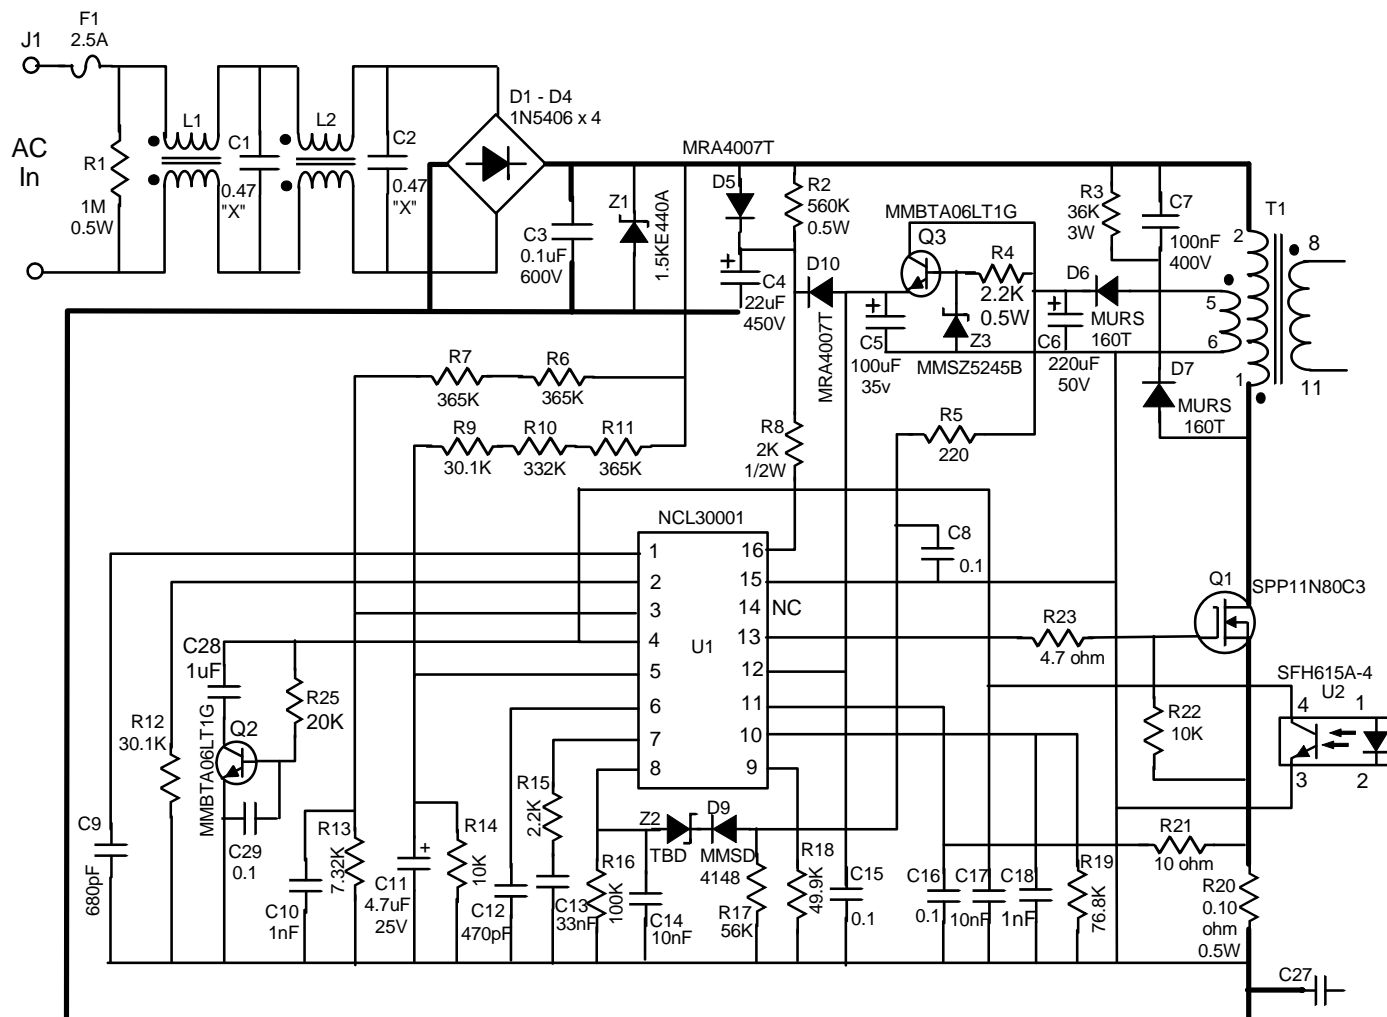 F1
2.5A
J1
AC
In
R1
1M
0.5W
L1
C1
0.47
"X"
L2
C2
0.47
"X"
D1 - D4
1N5406 x 4
C3
0.1uF
600V
Z1
1.5KE440A
MRA4007T
D5
C4
22uF
450V
R2
560K
0.5W
D10
MRA4007T
MMBTA06LT1G
Q3
R4
2.2K
0.5W
C5
100uF
35v
Z3
MMSZ5245B
C6
220uF
50V
D6
MURS
160T
R3
36K
3W
C7
100nF
400V
D7
MURS
160T
T1
2
8
5
6
1
11
R7
365K
R6
365K
R9
30.1K
R10
332K
R11
365K
R8
2K
1/2W
R5
220
NCL30001
U1
1
2
3
4
5
6
7
8
16
15
14
NC
13
12
11
10
9
C8
0.1
Q1
SPP11N80C3
R23
4.7 ohm
SFH615A-4
U2
4
1
3
2
R22
10K
R21
10 ohm
R20
0.10
ohm
0.5W
C27
C28
1uF
R25
20K
Q2
MMBTA06LT1G
R12
30.1K
C9
680pF
C29
0.1
C10
1nF
R13
7.32K
C11
+
4.7uF
25V
R14
10K
C12
470pF
R15
2.2K
C13
33nF
R16
100K
C14
10nF
Z2
TBD
D9
MMSD
4148
R17
56K
R18
49.9K
C15
0.1
C16
0.1
C17
10nF
C18
1nF
R19
76.8K